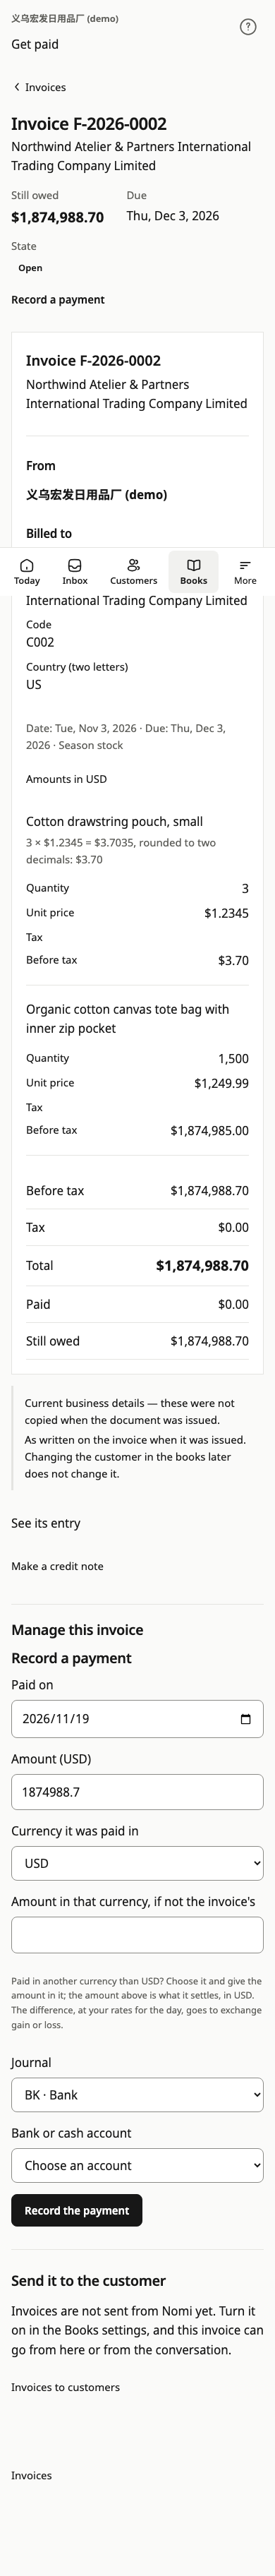 义乌宏发日用品厂 (demo)
Get paid
Invoices
Invoice F-2026-0002
Northwind Atelier & Partners International
Trading Company Limited
Still owed
Due
$1,874,988.70
Thu, Dec 3, 2026
State
Open
Record a payment
Invoice F-2026-0002
Northwind Atelier & Partners
International Trading Company Limited
From
义乌宏发日用品厂 (demo)
Billed to
Today
Inbox
Customers
Books
More
International Trading Company Limited
Code
C002
Country (two letters)
US
Date: Tue, Nov 3, 2026 · Due: Thu, Dec 3,
2026 · Season stock
Amounts in USD
Cotton drawstring pouch, small
3 × $1.2345 = $3.7035, rounded to two
decimals: $3.70
Quantity 3
Unit price $1.2345
Tax
Before tax $3.70
Organic cotton canvas tote bag with
inner zip pocket
Quantity 1,500
Unit price $1,249.99
Tax
Before tax $1,874,985.00
Before tax $1,874,988.70
Tax $0.00
Total $1,874,988.70
Paid $0.00
Still owed $1,874,988.70
Current business details — these were not
copied when the document was issued.
As written on the invoice when it was issued.
Changing the customer in the books later
does not change it.
See its entry
Make a credit note
Manage this invoice
Record a payment
Paid on
2026/11/19
Amount (USD)
1874988.7
Currency it was paid in
USD
Amount in that currency, if not the invoice's
Paid in another currency than USD? Choose it and give the
amount in it; the amount above is what it settles, in USD.
The difference, at your rates for the day, goes to exchange
gain or loss.
Journal
BK · Bank
Bank or cash account
Choose an account
Record the payment
Send it to the customer
Invoices are not sent from Nomi yet. Turn it
on in the Books settings, and this invoice can
go from here or from the conversation.
Invoices to customers
Invoices